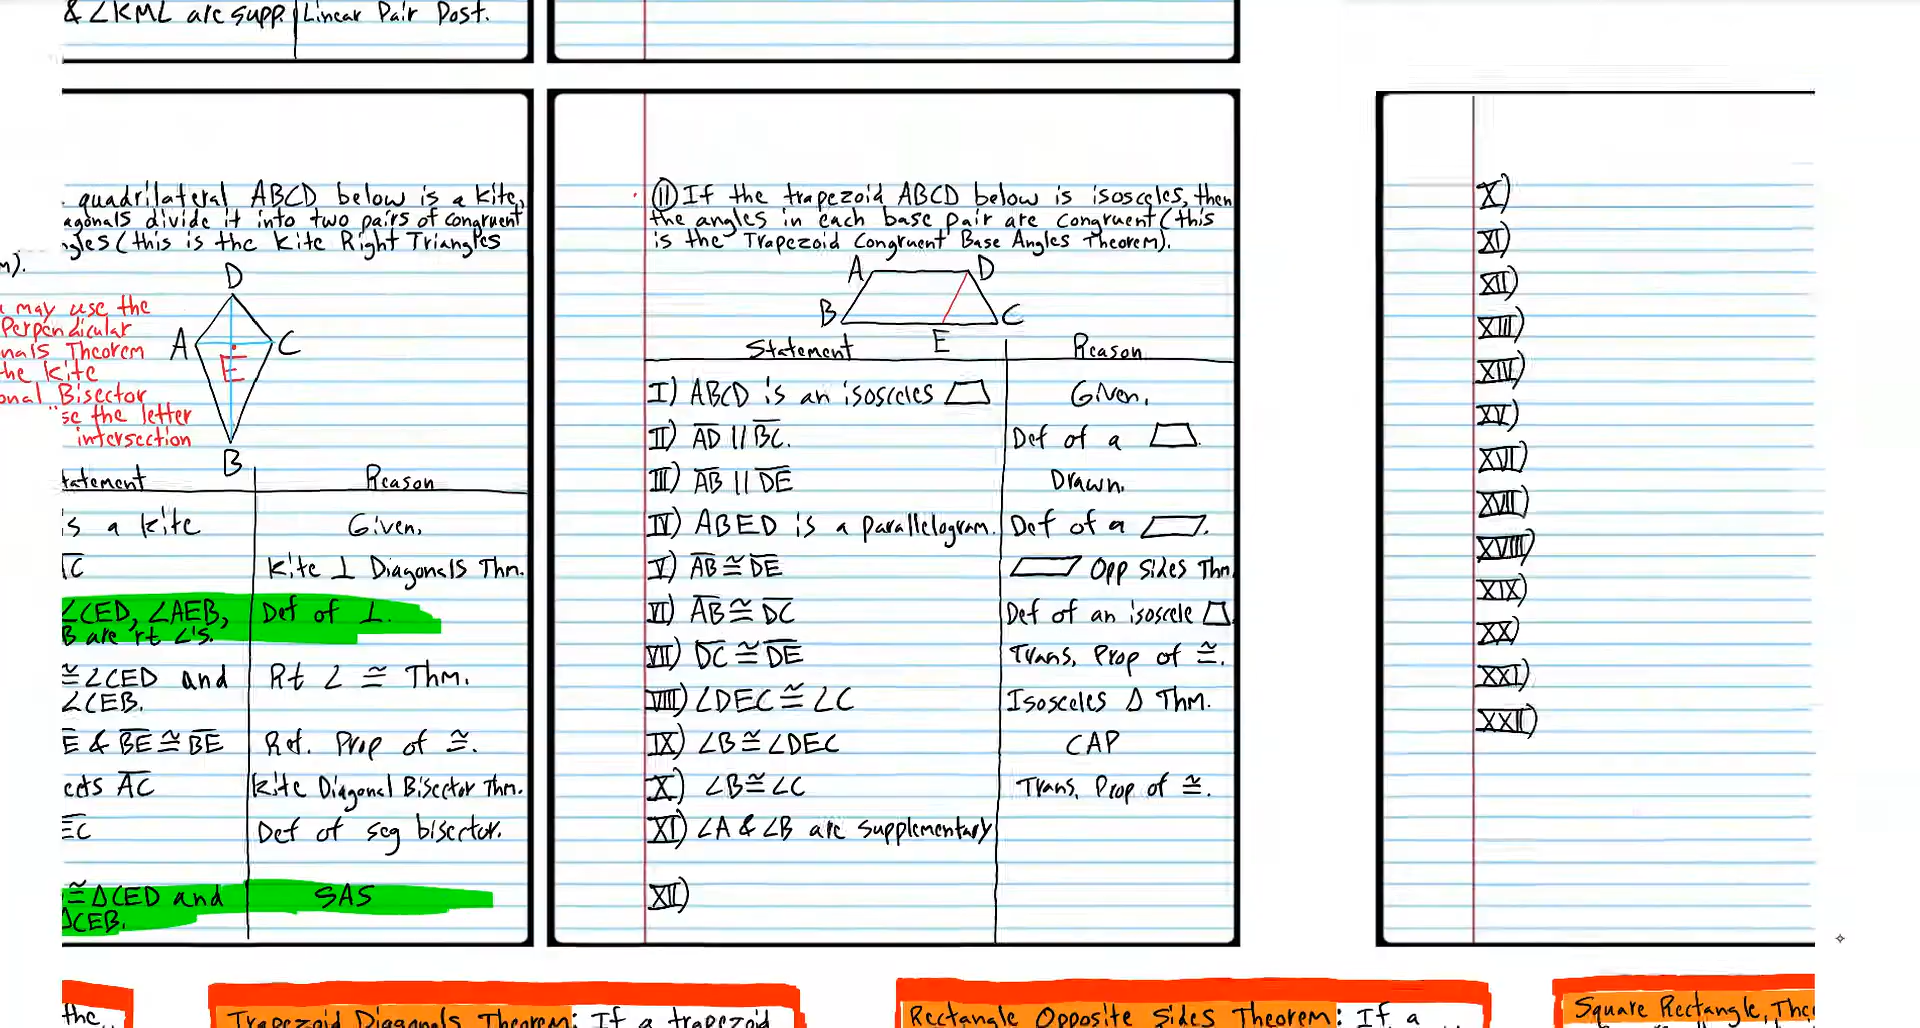 & ∠KML are supp. Linear Pair Post.
quadrilateral ABCD below is a kite,
agonals divide it into two pairs of congruent
gles (this is the Kite Right Triangles
m).
D
may use the
Perpendicular
nals Theorem
the kite
onal Bisector
se the letter
intersection
A C
E
B
tatement Reason
s a kite Given.
C Kite ⊥ Diagonals Thm.
∠CED, ∠AEB, Def of ⊥.
B are rt ∠'s.
≅∠CED and Rt ∠ ≅ Thm.
∠CEB.
E & BE≅BE Ref. Prop of ≅.
ects AC Kite Diagonal Bisector Thm.
EC Def of seg bisector.
≅ΔCED and SAS
ΔCEB.
(11) If the trapezoid ABCD below is isosceles, then
the angles in each base pair are congruent (this
is the Trapezoid Congruent Base Angles Theorem).
A D
B C
E
Statement Reason
I) ABCD is an isosceles Given.
II) AD || BC. Def of a
III) AB || DE Drawn.
IV) ABED is a parallelogram. Def of a
V) AB≅DE Opp Sides Thm
VI) AB≅DC Def of an isoscele
VII) DC≅DE Trans. Prop of ≅.
VIII) ∠DEC≅∠C Isosceles Δ Thm.
IX) ∠B≅∠DEC CAP
X) ∠B≅∠C Trans. Prop of ≅.
XI) ∠A & ∠B are supplementary
XII)
X)
XI)
XII)
XIII)
XIV)
XV)
XVI)
XVII)
XVIII)
XIX)
XX)
XXI)
XXII)
the
Trapezoid Diagonals Theorem: If a trapezoid
Rectangle Opposite Sides Theorem: If a
Square Rectangle, The